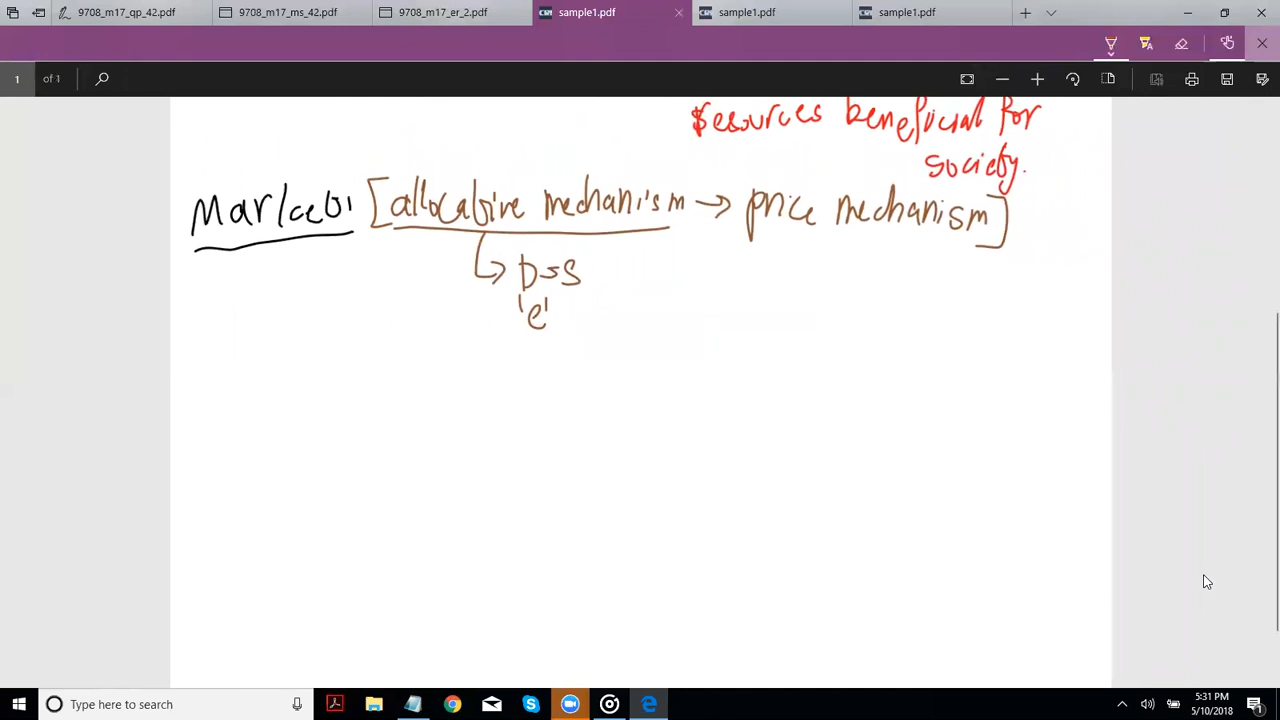 9708_m17_qp_42.pdf
9708_m17_ms_42.pdf
9708_m17_er_2.pdf
sample1.pdf
sample1.pdf
sample1.pdf
1 of 1
resources beneficial for
society.
Market [allocative mechanism → price mechanism]
D=S
'e'
Type here to search
5:31 PM
5/10/2018